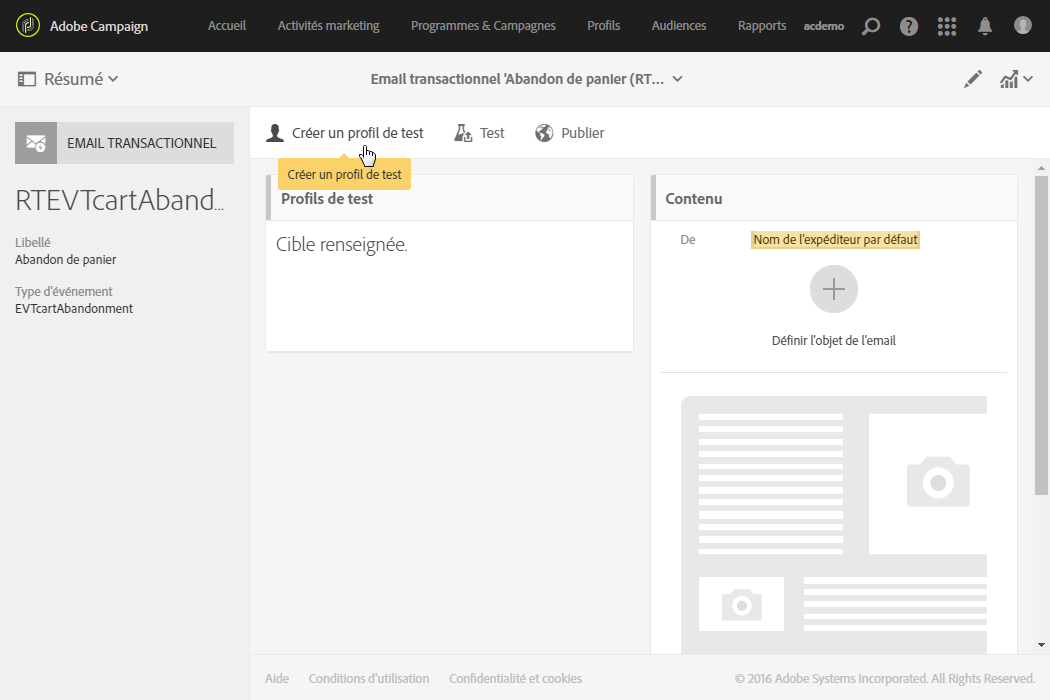 Adobe Campaign
Accueil
Activités marketing
Programmes & Campagnes
Profils
Audiences
Rapports
acdemo
Résumé
Email transactionnel 'Abandon de panier (RT...
EMAIL TRANSACTIONNEL
RTEVTcartAband...
Libellé
Abandon de panier
Type d'événement
EVTcartAbandonment
Créer un profil de test
Test
Publier
Créer un profil de test
Profils de test
Cible renseignée.
Contenu
De
Nom de l'expéditeur par défaut
Définir l'objet de l'email
Aide
Conditions d'utilisation
Confidentialité et cookies
© 2016 Adobe Systems Incorporated. All Rights Reserved.